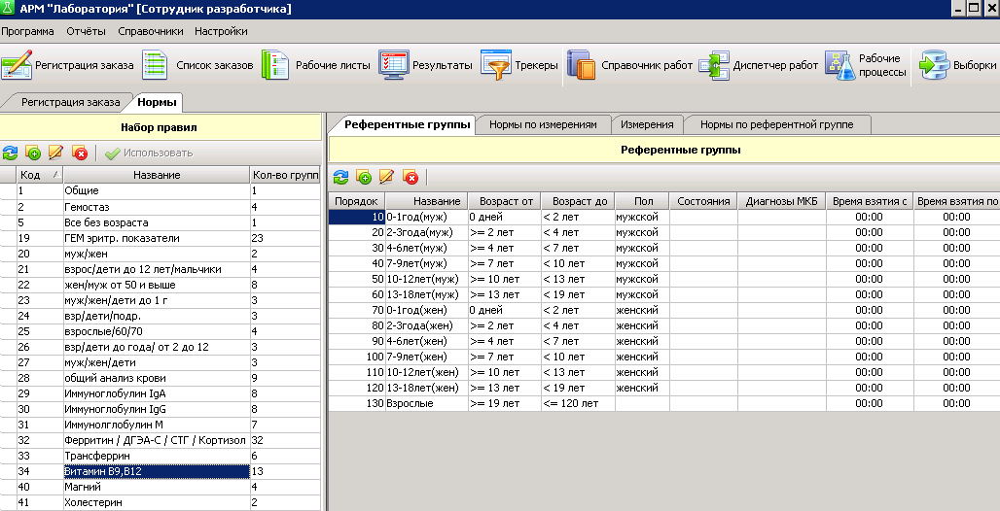 АРМ "Лаборатория" [Сотрудник разработчика]
Программа Отчёты Справочники Настройки
Регистрация заказа Список заказов Рабочие листы Результаты Трекеры Справочник работ Диспетчер работ Рабочие процессы Выборки
Регистрация заказа Нормы
Набор правил
Использовать
Код Название Кол-во групп
1 Общие 1
2 Гемостаз 4
5 Все без возраста 1
19 ГЕМ эритр. показатели 23
20 муж/жен 2
21 взрос/дети до 12 лет/мальчики 4
22 жен/муж от 50 и выше 8
23 муж/жен/дети до 1 г 3
24 взр/дети/подр. 3
25 взрослые/60/70 4
26 взр/дети до года/ от 2 до 12 3
27 муж/жен/дети 3
28 общий анализ крови 9
29 Иммуноглобулин IgA 8
30 Иммуноглобулин IgG 8
31 Иммунолглобулин М 7
32 Ферритин / ДГЭА-С / СТГ / Кортизол 32
33 Трансферрин 6
34 Витамин В9,В12 13
40 Магний 4
41 Холестерин 2
Референтные группы Нормы по измерениям Измерения Нормы по референтной группе
Референтные группы
Порядок Название Возраст от Возраст до Пол Состояния Диагнозы МКБ Время взятия с Время взятия по
10 0-1год(муж) 0 дней < 2 лет мужской 00:00 00:00
20 2-3года(муж) >= 2 лет < 4 лет мужской 00:00 00:00
30 4-6лет(муж) >= 4 лет < 7 лет мужской 00:00 00:00
40 7-9лет(муж) >= 7 лет < 10 лет мужской 00:00 00:00
50 10-12лет(муж) >= 10 лет < 13 лет мужской 00:00 00:00
60 13-18лет(муж) >= 13 лет < 19 лет мужской 00:00 00:00
70 0-1год(жен) 0 дней < 2 лет женский 00:00 00:00
80 2-3года(жен) >= 2 лет < 4 лет женский 00:00 00:00
90 4-6лет(жен) >= 4 лет < 7 лет женский 00:00 00:00
100 7-9лет(жен) >= 7 лет < 10 лет женский 00:00 00:00
110 10-12лет(жен) >= 10 лет < 13 лет женский 00:00 00:00
120 13-18лет(жен) >= 13 лет < 19 лет женский 00:00 00:00
130 Взрослые >= 19 лет <= 120 лет 00:00 00:00